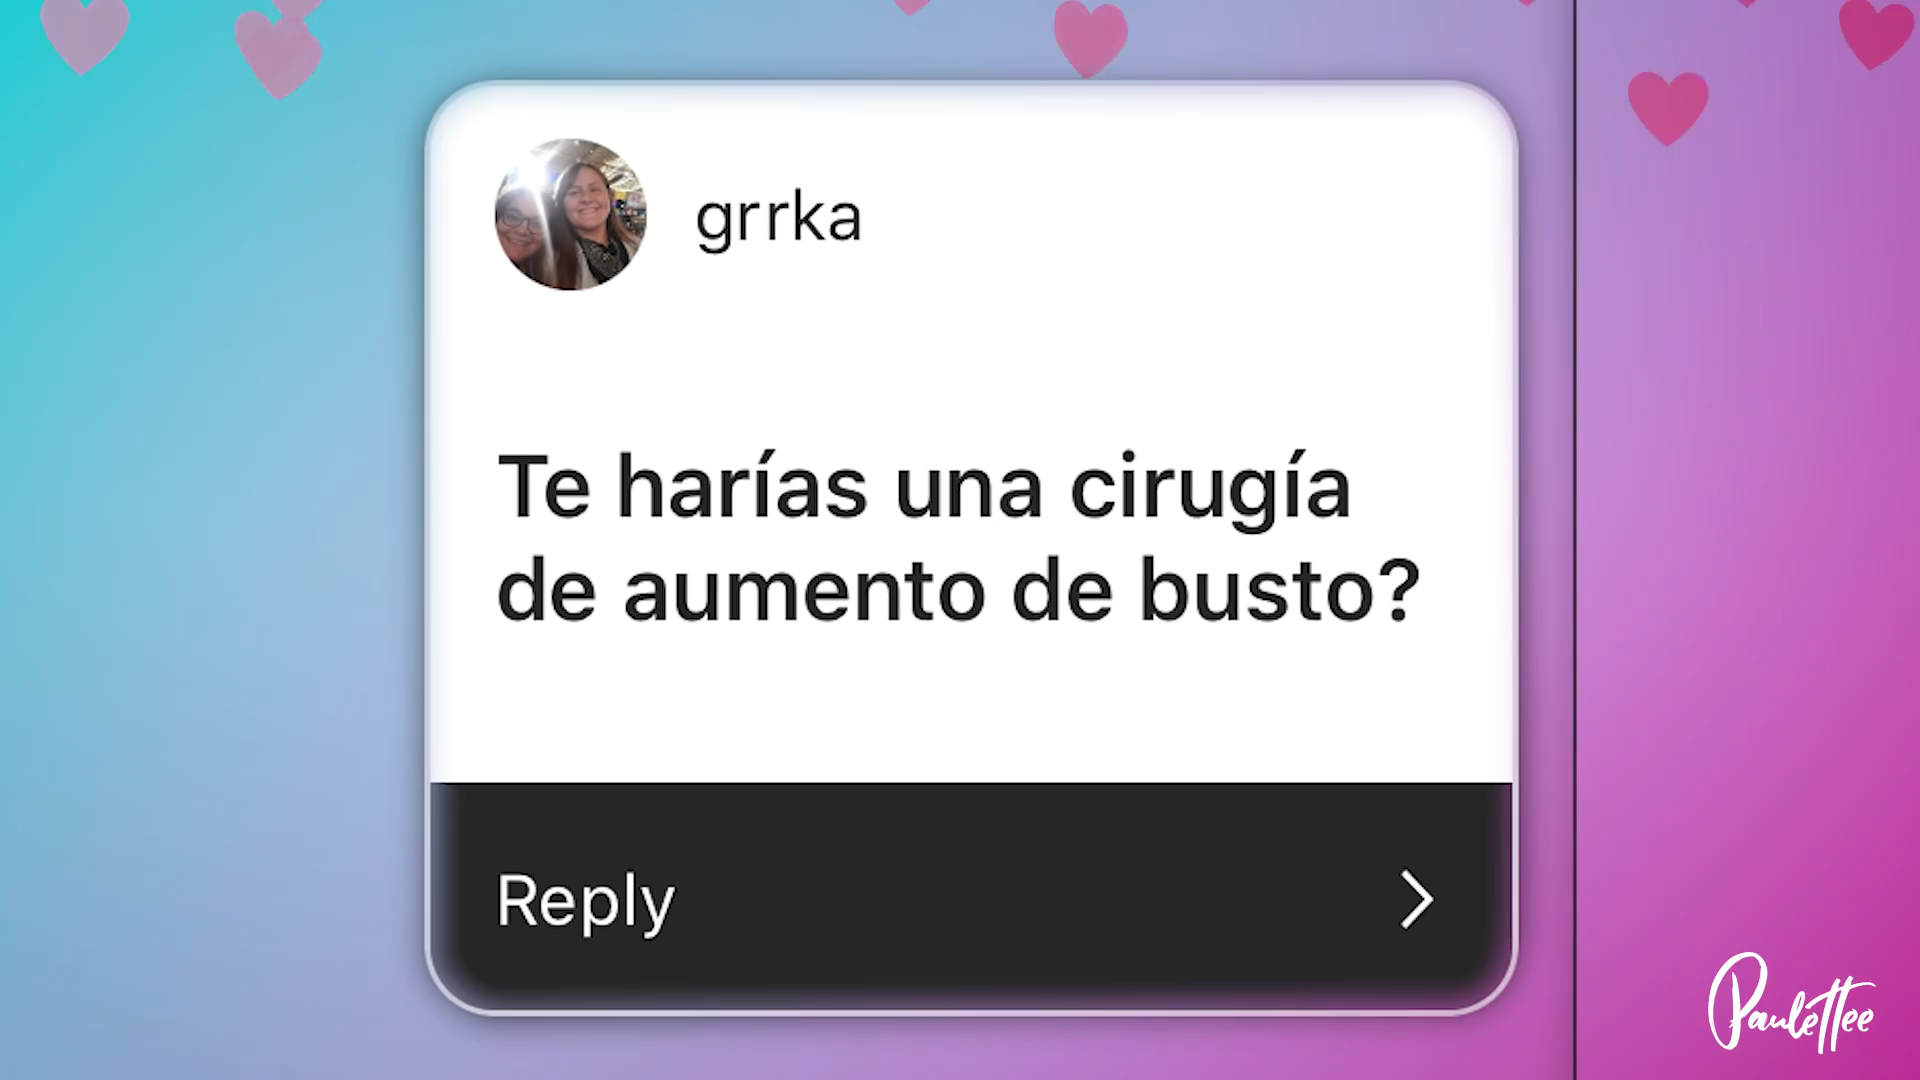 grrka
Te harías una cirugía
de aumento de busto?
Reply
Paulettee